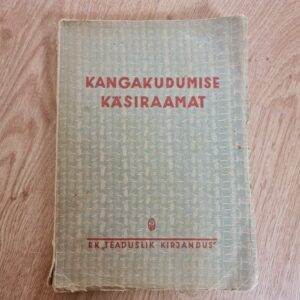 KANGAKUDUMISE
KÄSIRAAMAT
RK „TEADUSLIK KIRJANDUS"